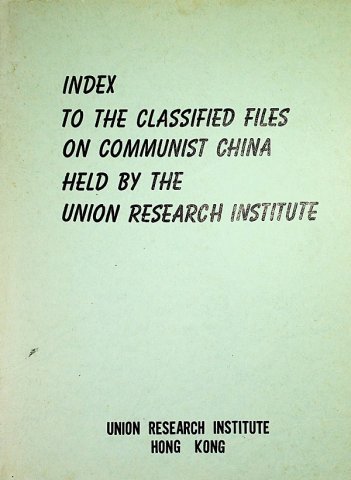 INDEX
TO THE CLASSIFIED FILES
ON COMMUNIST CHINA
HELD BY THE
UNION RESEARCH INSTITUTE
UNION RESEARCH INSTITUTE
HONG KONG